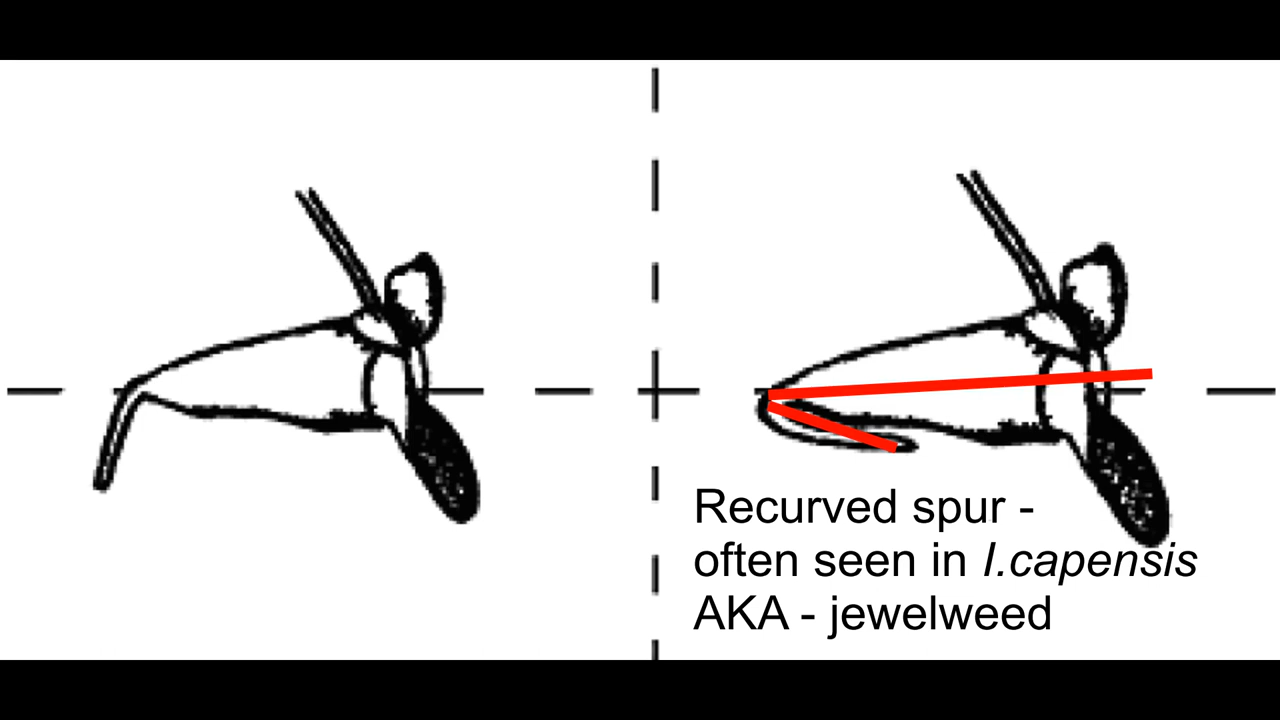 Recurved spur -
often seen in I.capensis
AKA - jewelweed